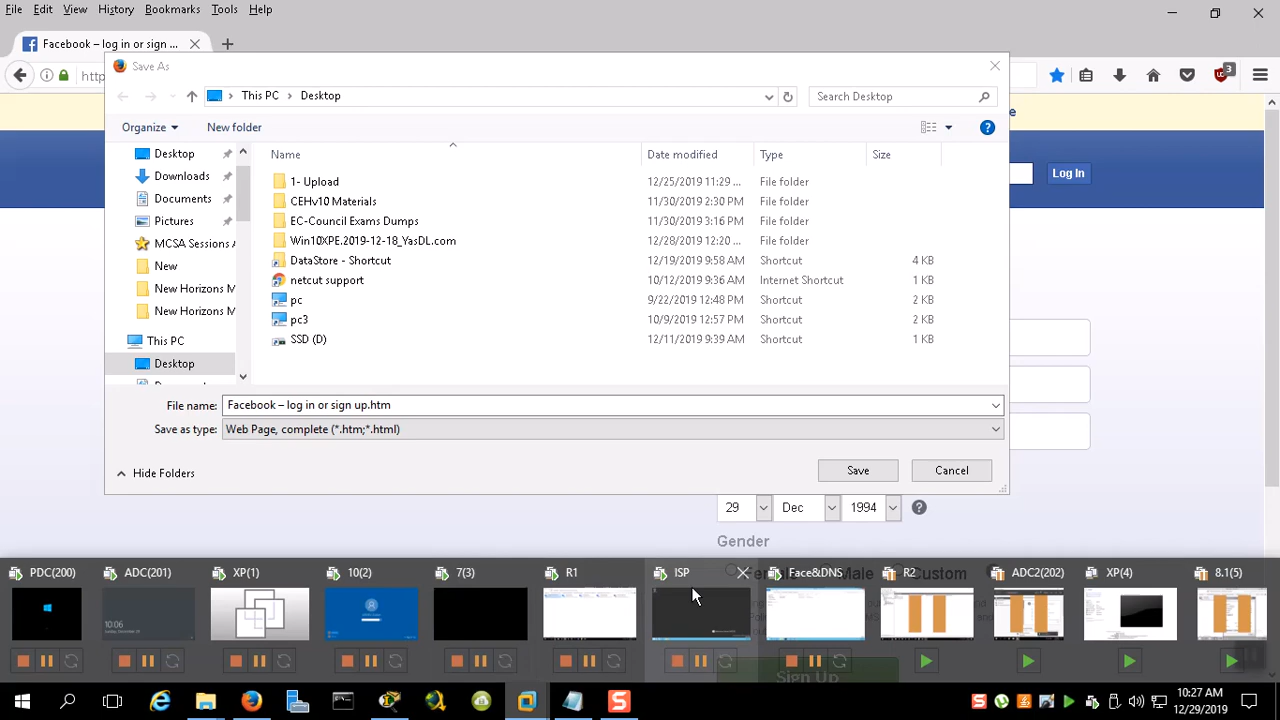 File Edit View History Bookmarks Tools Help
Facebook – log in or sign ...
http
3
Save As
This PC > Desktop
Search Desktop
Organize
New folder
Name Date modified Type Size
Desktop
Downloads
Documents
Pictures
MCSA Sessions A
New
New Horizons M
New Horizons M
This PC
Desktop
1- Upload 12/25/2019 11:29 ... File folder
CEHv10 Materials 11/30/2019 2:30 PM File folder
EC-Council Exams Dumps 11/30/2019 3:16 PM File folder
Win10XPE.2019-12-18_YasDL.com 12/28/2019 12:20 ... File folder
DataStore - Shortcut 12/19/2019 9:58 AM Shortcut 4 KB
netcut support 10/12/2019 9:36 AM Internet Shortcut 1 KB
pc 9/22/2019 12:48 PM Shortcut 2 KB
pc3 10/9/2019 12:57 PM Shortcut 2 KB
SSD (D) 12/11/2019 9:39 AM Shortcut 1 KB
File name: Facebook – log in or sign up.htm
Save as type: Web Page, complete (*.htm;*.html)
Hide Folders
Save
Cancel
Log In
29 Dec 1994
Gender
Female Male Custom
PDC(200) ADC(201) XP(1) 10(2) 7(3) R1 ISP Face&DNS R2 ADC2(202) XP(4) 8.1(5)
10:06
Sign Up
10:27 AM
12/29/2019